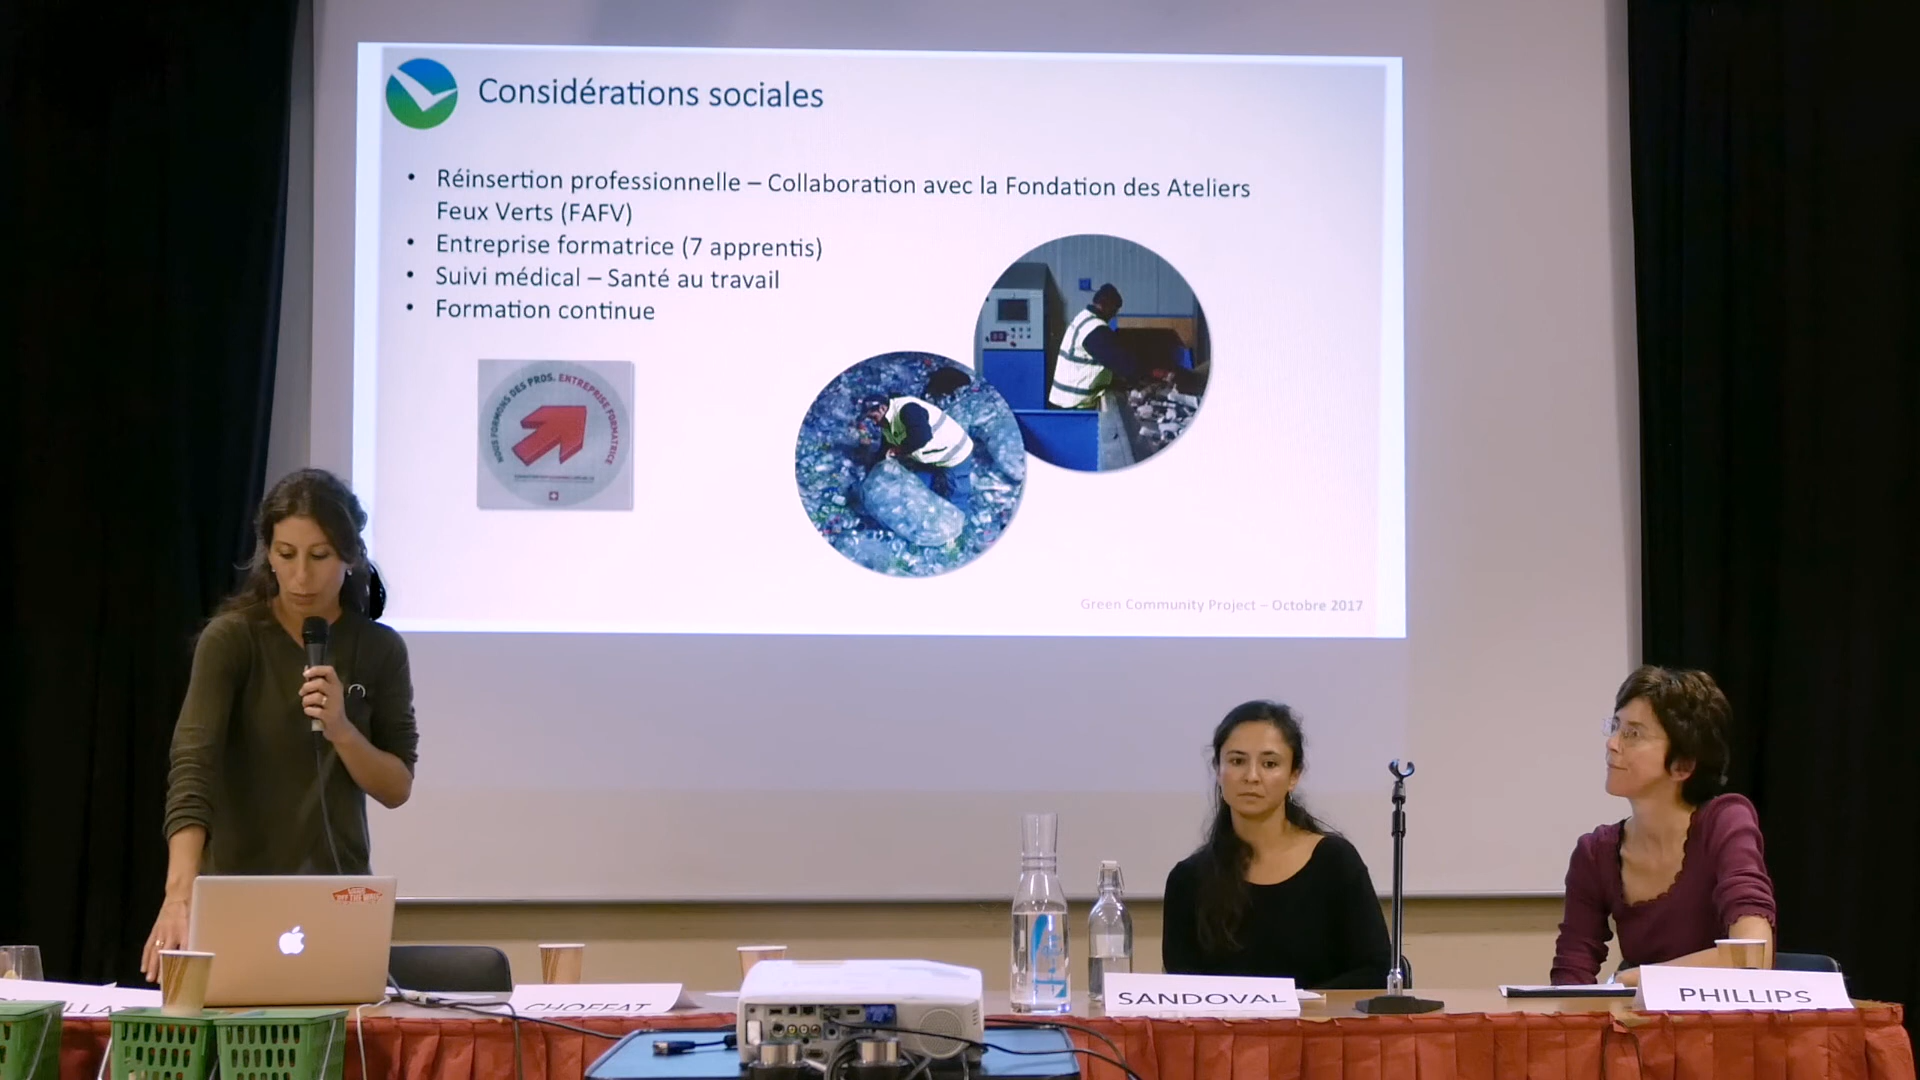 Considérations sociales
• Réinsertion professionnelle – Collaboration avec la Fondation des Ateliers
Feux Verts (FAFV)
• Entreprise formatrice (7 apprentis)
• Suivi médical – Santé au travail
• Formation continue
NOUS FORMONS DES PROS. ENTREPRISE FORMATRICE
Green Community Project – Octobre 2017
CHOFFAT
SANDOVAL
PHILLIPS